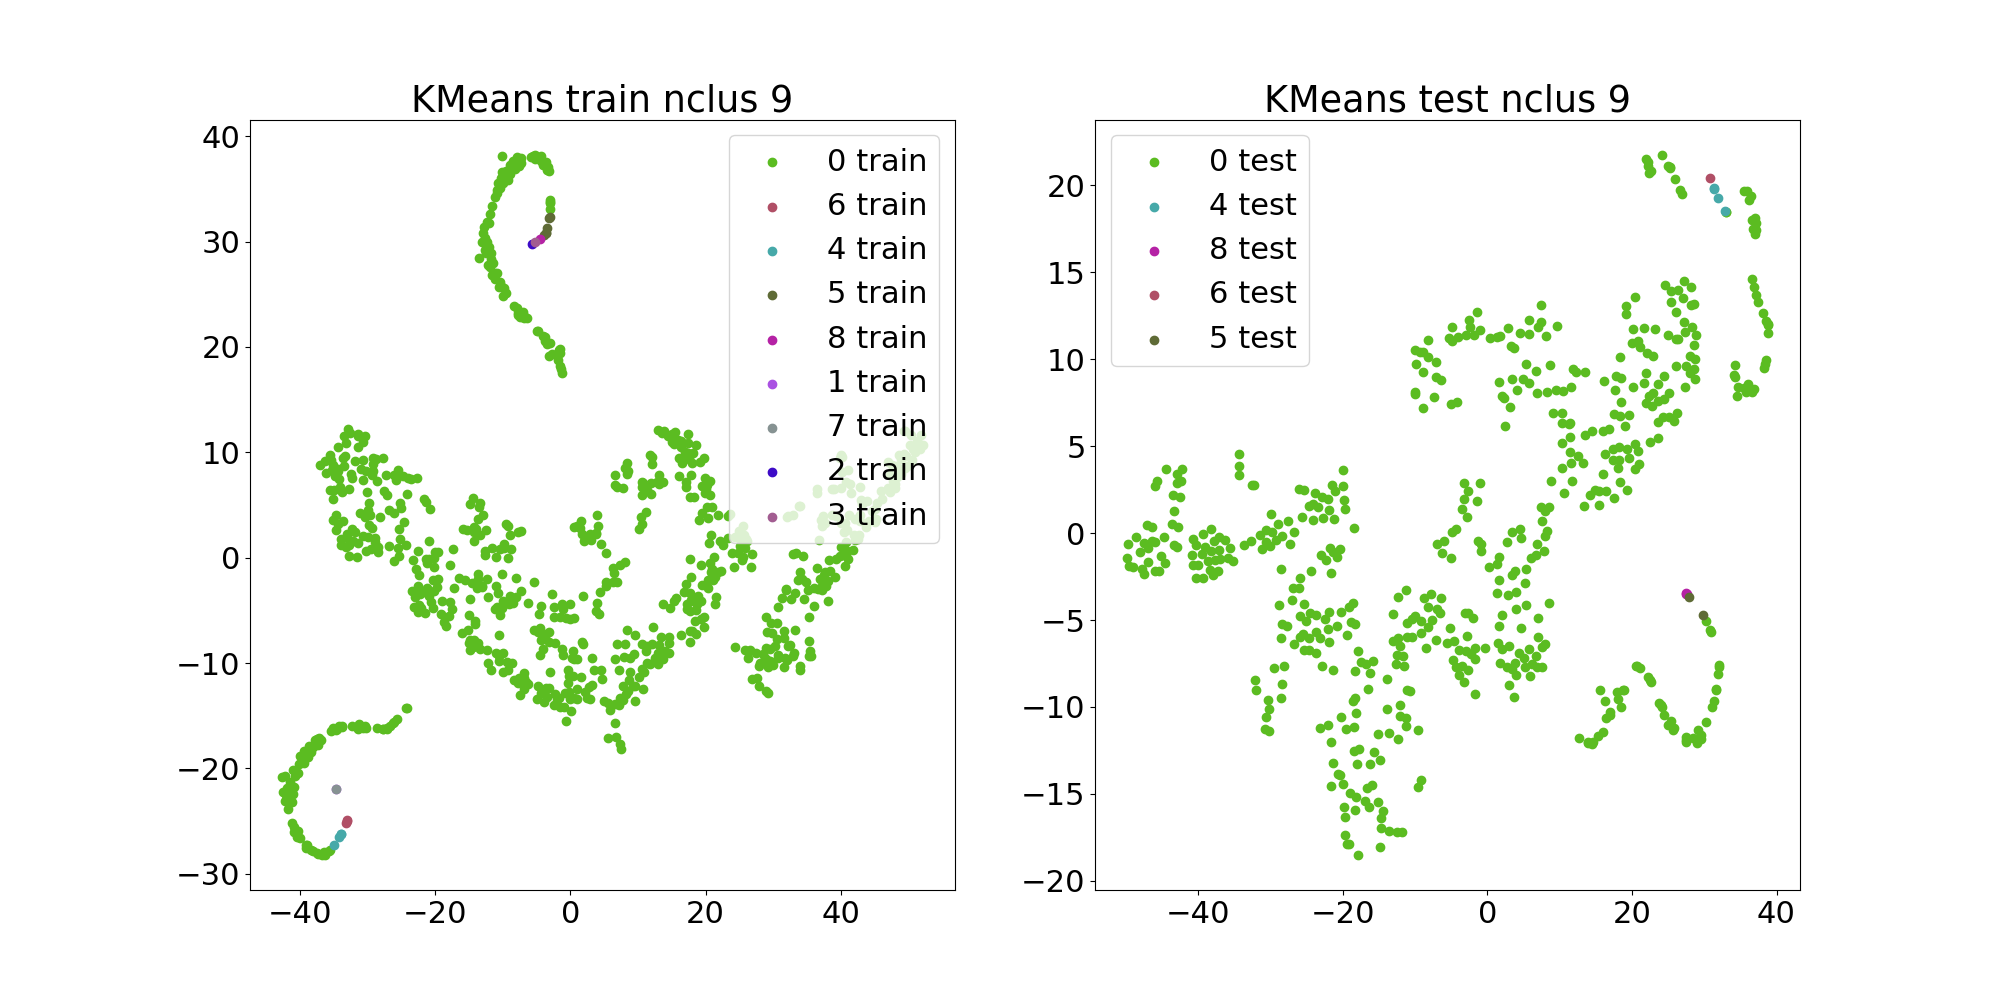 KMeans train nclus 9
40
30
20
10
0
−10
−20
−30
−40
−20
0
20
40
0 train
6 train
4 train
5 train
8 train
1 train
7 train
2 train
3 train
KMeans test nclus 9
20
15
10
5
0
−5
−10
−15
−20
−40
−20
0
20
40
0 test
4 test
8 test
6 test
5 test